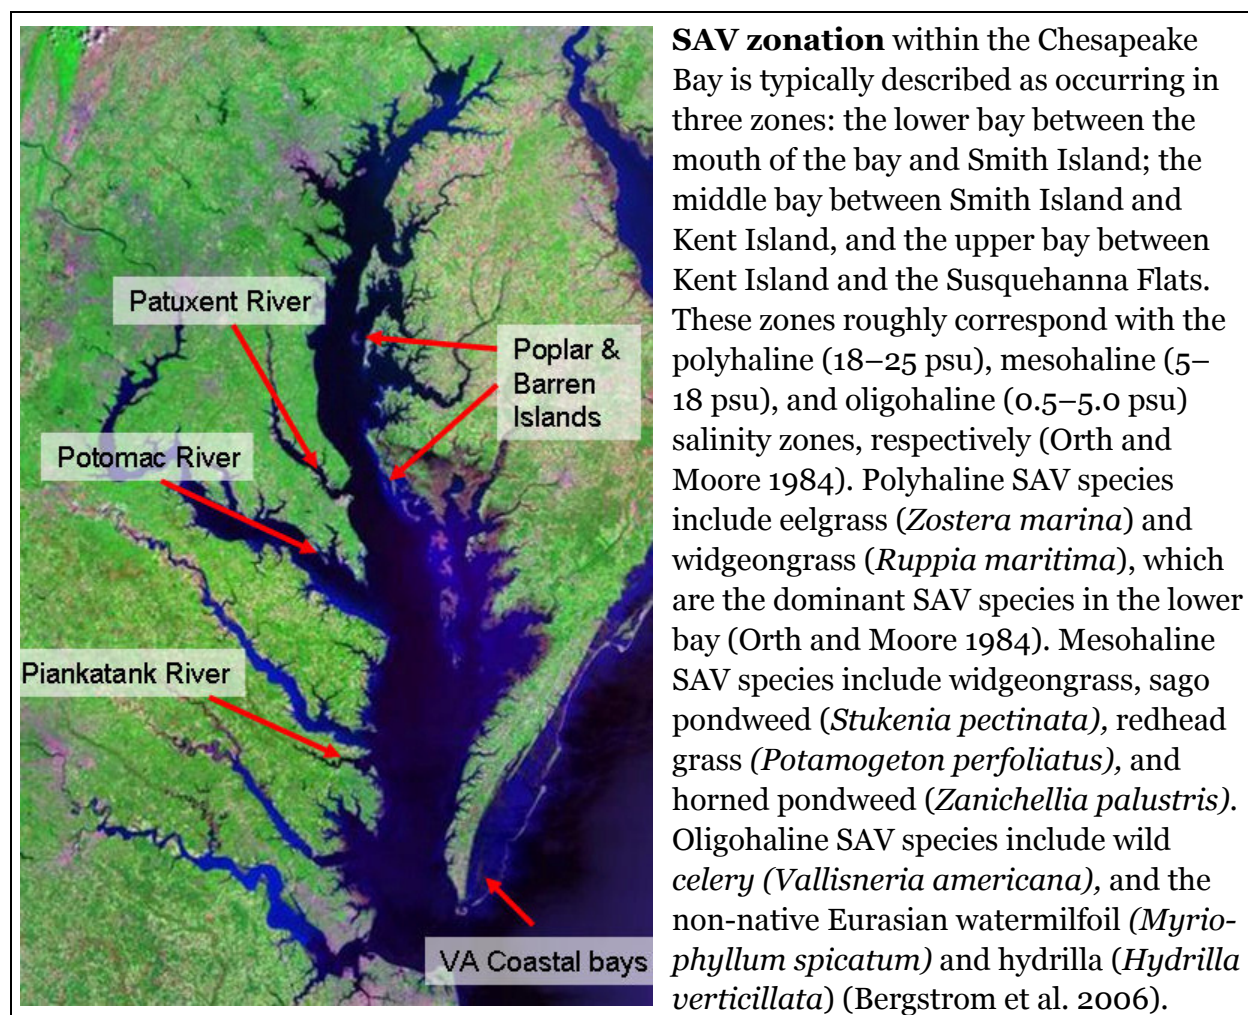 Patuxent River
Poplar &
Barren
Islands
Potomac River
Piankatank River
VA Coastal bays
SAV zonation within the Chesapeake
Bay is typically described as occurring in
three zones: the lower bay between the
mouth of the bay and Smith Island; the
middle bay between Smith Island and
Kent Island, and the upper bay between
Kent Island and the Susquehanna Flats.
These zones roughly correspond with the
polyhaline (18–25 psu), mesohaline (5–
18 psu), and oligohaline (0.5–5.0 psu)
salinity zones, respectively (Orth and
Moore 1984). Polyhaline SAV species
include eelgrass (Zostera marina) and
widgeongrass (Ruppia maritima), which
are the dominant SAV species in the lower
bay (Orth and Moore 1984). Mesohaline
SAV species include widgeongrass, sago
pondweed (Stukenia pectinata), redhead
grass (Potamogeton perfoliatus), and
horned pondweed (Zanichellia palustris).
Oligohaline SAV species include wild
celery (Vallisneria americana), and the
non-native Eurasian watermilfoil (Myrio-
phyllum spicatum) and hydrilla (Hydrilla
verticillata) (Bergstrom et al. 2006).